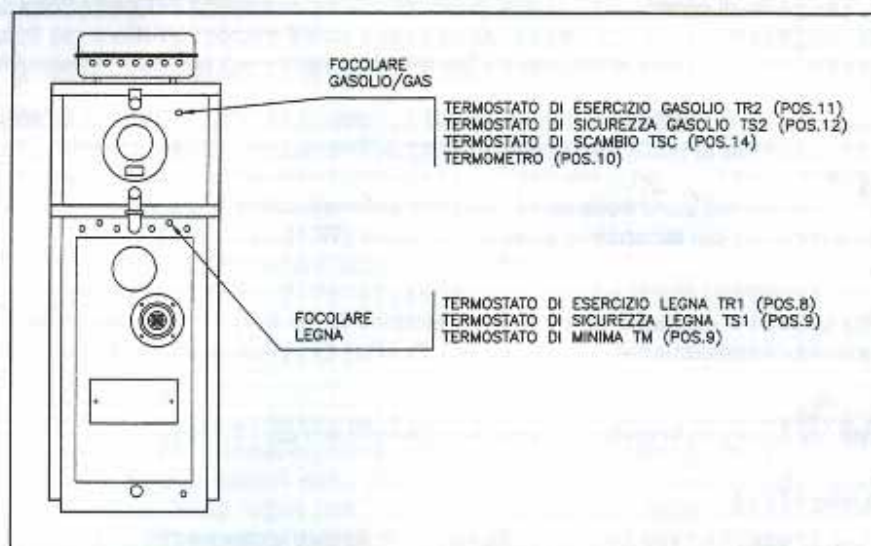 FOCOLARE
GASOLIO/GAS
TERMOSTATO DI ESERCIZIO GASOLIO TR2 (POS.11)
TERMOSTATO DI SICUREZZA GASOLIO TS2 (POS.12)
TERMOSTATO DI SCAMBIO TSC (POS.14)
TERMOMETRO (POS.10)
FOCOLARE
LEGNA
TERMOSTATO DI ESERCIZIO LEGNA TR1 (POS.8)
TERMOSTATO DI SICUREZZA LEGNA TS1 (POS.9)
TERMOSTATO DI MINIMA TM (POS.9)